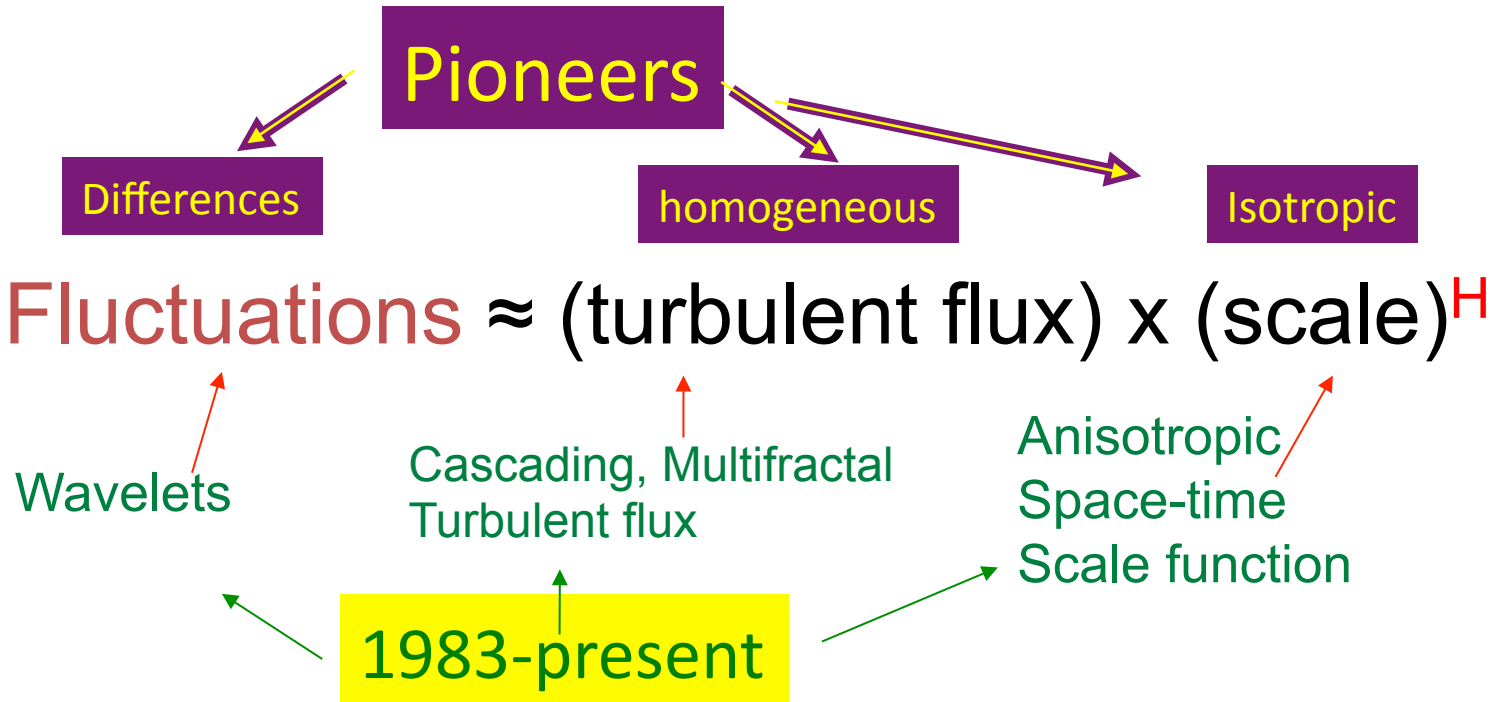 Pioneers
Differences
homogeneous
Isotropic
Fluctuations ≈ (turbulent flux) x (scale)H
Wavelets
Cascading, Multifractal
Turbulent flux
Anisotropic
Space-time
Scale function
1983-present